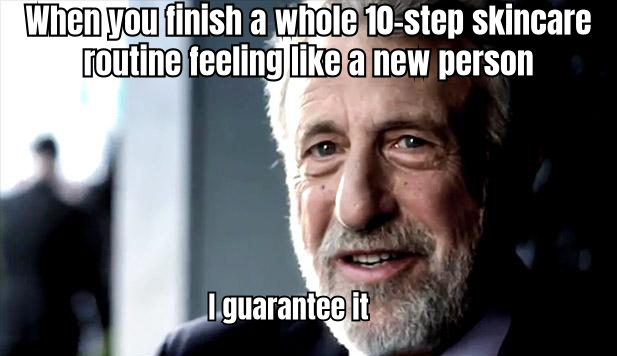 When you finish a whole 10-step skincare
routine feeling like a new person
I guarantee it